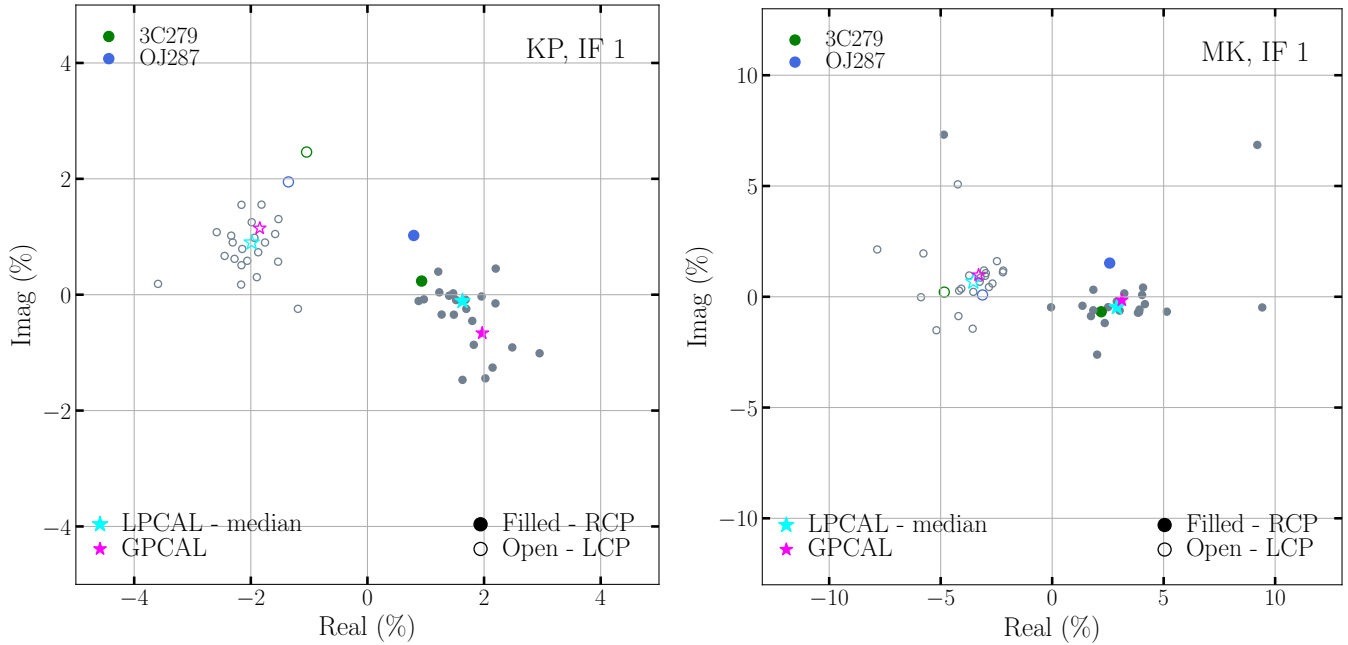 3C279
OJ287
KP, IF 1
4
2
0
−2
−4
Imag (%)
LPCAL - median
GPCAL
Filled - RCP
Open - LCP
−4
−2
0
2
4
Real (%)
3C279
OJ287
MK, IF 1
10
5
0
−5
−10
Imag (%)
LPCAL - median
GPCAL
Filled - RCP
Open - LCP
−10
−5
0
5
10
Real (%)